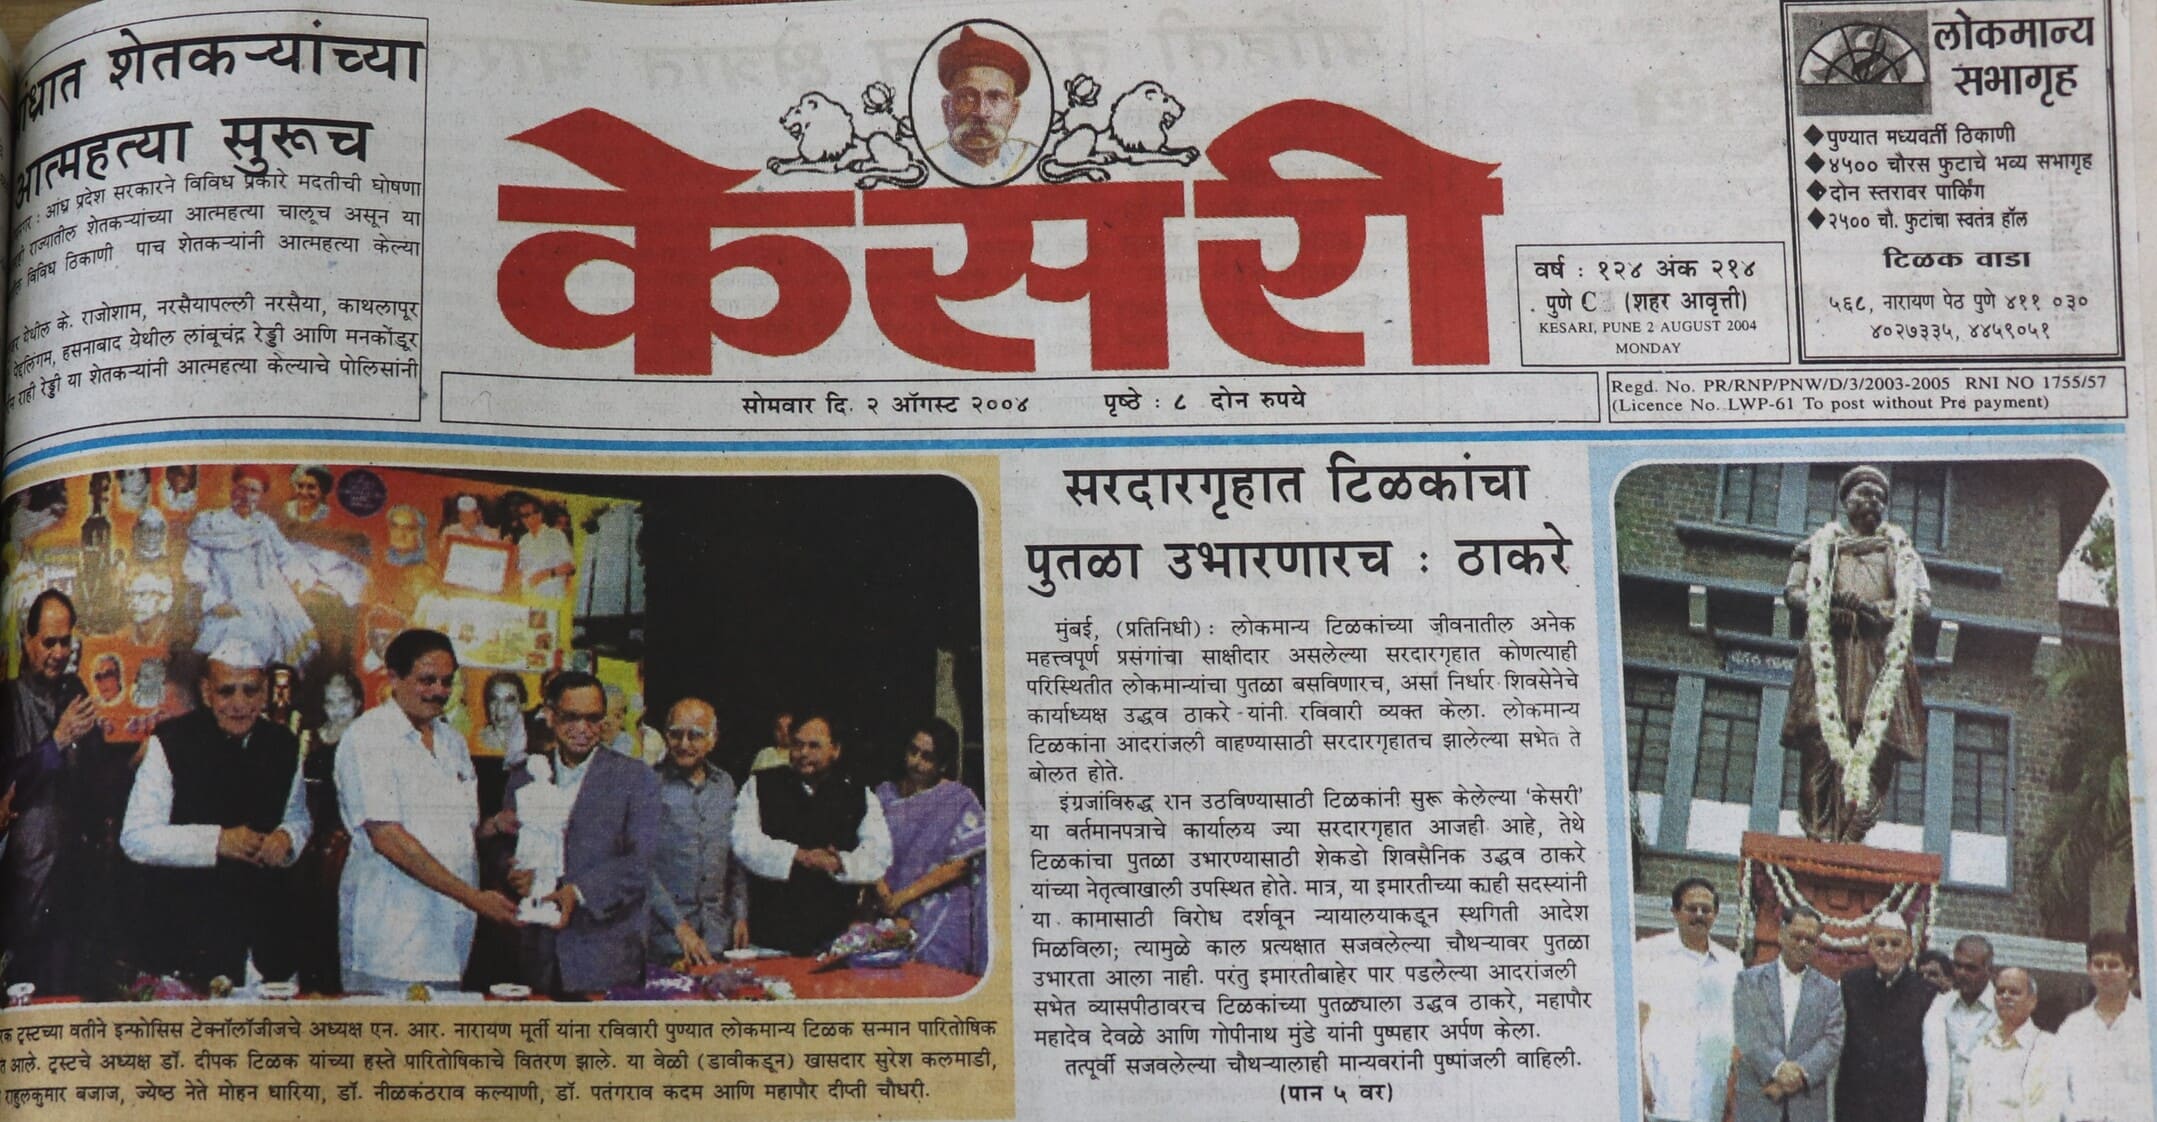 शेतकऱ्यांच्या
आत्महत्या सुरूच
आंध्र प्रदेश सरकारने विविध प्रकारे मदतीची घोषणा
राज्यातील शेतकऱ्यांच्या आत्महत्या चालूच असून या
विविध ठिकाणी पाच शेतकऱ्यांनी आत्महत्या केल्या
येथील के. राजोशाम, नरसैयापल्ली नरसैया, काथलापूर
हसनाबाद येथील लांबूचंद्र रेड्डी आणि मनकोंडूर
राही रेड्डी या शेतकऱ्यांनी आत्महत्या केल्याचे पोलिसांनी
केसरी
वर्ष : १२४ अंक २१४
पुणे (शहर आवृत्ती)
KESARI, PUNE 2 AUGUST 2004
MONDAY
लोकमान्य
सभागृह
◆पुण्यात मध्यवर्ती ठिकाणी
◆४५०० चौरस फुटाचे भव्य सभागृह
◆दोन स्तरावर पार्किंग
◆२५०० चौ. फुटांचा स्वतंत्र हॉल
टिळक वाडा
५६८, नारायण पेठ पुणे ४११ ०३०
४०२७३३५, ४४५९०५१
सोमवार दि. २ ऑगस्ट २००४ पृष्ठे : ८ दोन रुपये
Regd. No. PR/RNP/PNW/D/3/2003-2005 RNI NO 1755/57
(Licence No. LWP-61 To post without Pre payment)
ट्रस्टच्या वतीने इन्फोसिस टेक्नॉलॉजीजचे अध्यक्ष एन. आर. नारायण मूर्ती यांना रविवारी पुण्यात लोकमान्य टिळक सन्मान पारितोषिक
आले. ट्रस्टचे अध्यक्ष डॉ. दीपक टिळक यांच्या हस्ते पारितोषिकाचे वितरण झाले. या वेळी (डावीकडून) खासदार सुरेश कलमाडी,
राहुलकुमार बजाज, ज्येष्ठ नेते मोहन धारिया, डॉ. नीळकंठराव कल्याणी, डॉ. पतंगराव कदम आणि महापौर दीप्ती चौधरी.
सरदारगृहात टिळकांचा
पुतळा उभारणारच : ठाकरे
मुंबई, (प्रतिनिधी) : लोकमान्य टिळकांच्या जीवनातील अनेक
महत्त्वपूर्ण प्रसंगांचा साक्षीदार असलेल्या सरदारगृहात कोणत्याही
परिस्थितीत लोकमान्यांचा पुतळा बसविणारच, असा निर्धार शिवसेनेचे
कार्याध्यक्ष उद्धव ठाकरे यांनी रविवारी व्यक्त केला. लोकमान्य
टिळकांना आदरांजली वाहण्यासाठी सरदारगृहातच झालेल्या सभेत ते
बोलत होते.
इंग्रजांविरुद्ध रान उठविण्यासाठी टिळकांनी सुरू केलेल्या 'केसरी'
या वर्तमानपत्राचे कार्यालय ज्या सरदारगृहात आजही आहे, तेथे
टिळकांचा पुतळा उभारण्यासाठी शेकडो शिवसैनिक उद्धव ठाकरे
यांच्या नेतृत्वाखाली उपस्थित होते. मात्र, या इमारतीच्या काही सदस्यांनी
या कामासाठी विरोध दर्शवून न्यायालयाकडून स्थगिती आदेश
मिळविला; त्यामुळे काल प्रत्यक्षात सजवलेल्या चौथऱ्यावर पुतळा
उभारता आला नाही. परंतु इमारतीबाहेर पार पडलेल्या आदरांजली
सभेत व्यासपीठावरच टिळकांच्या पुतळ्याला उद्धव ठाकरे, महापौर
महादेव देवळे आणि गोपीनाथ मुंडे यांनी पुष्पहार अर्पण केला.
तत्पूर्वी सजवलेल्या चौथऱ्यालाही मान्यवरांनी पुष्पांजली वाहिली.
(पान ५ वर)